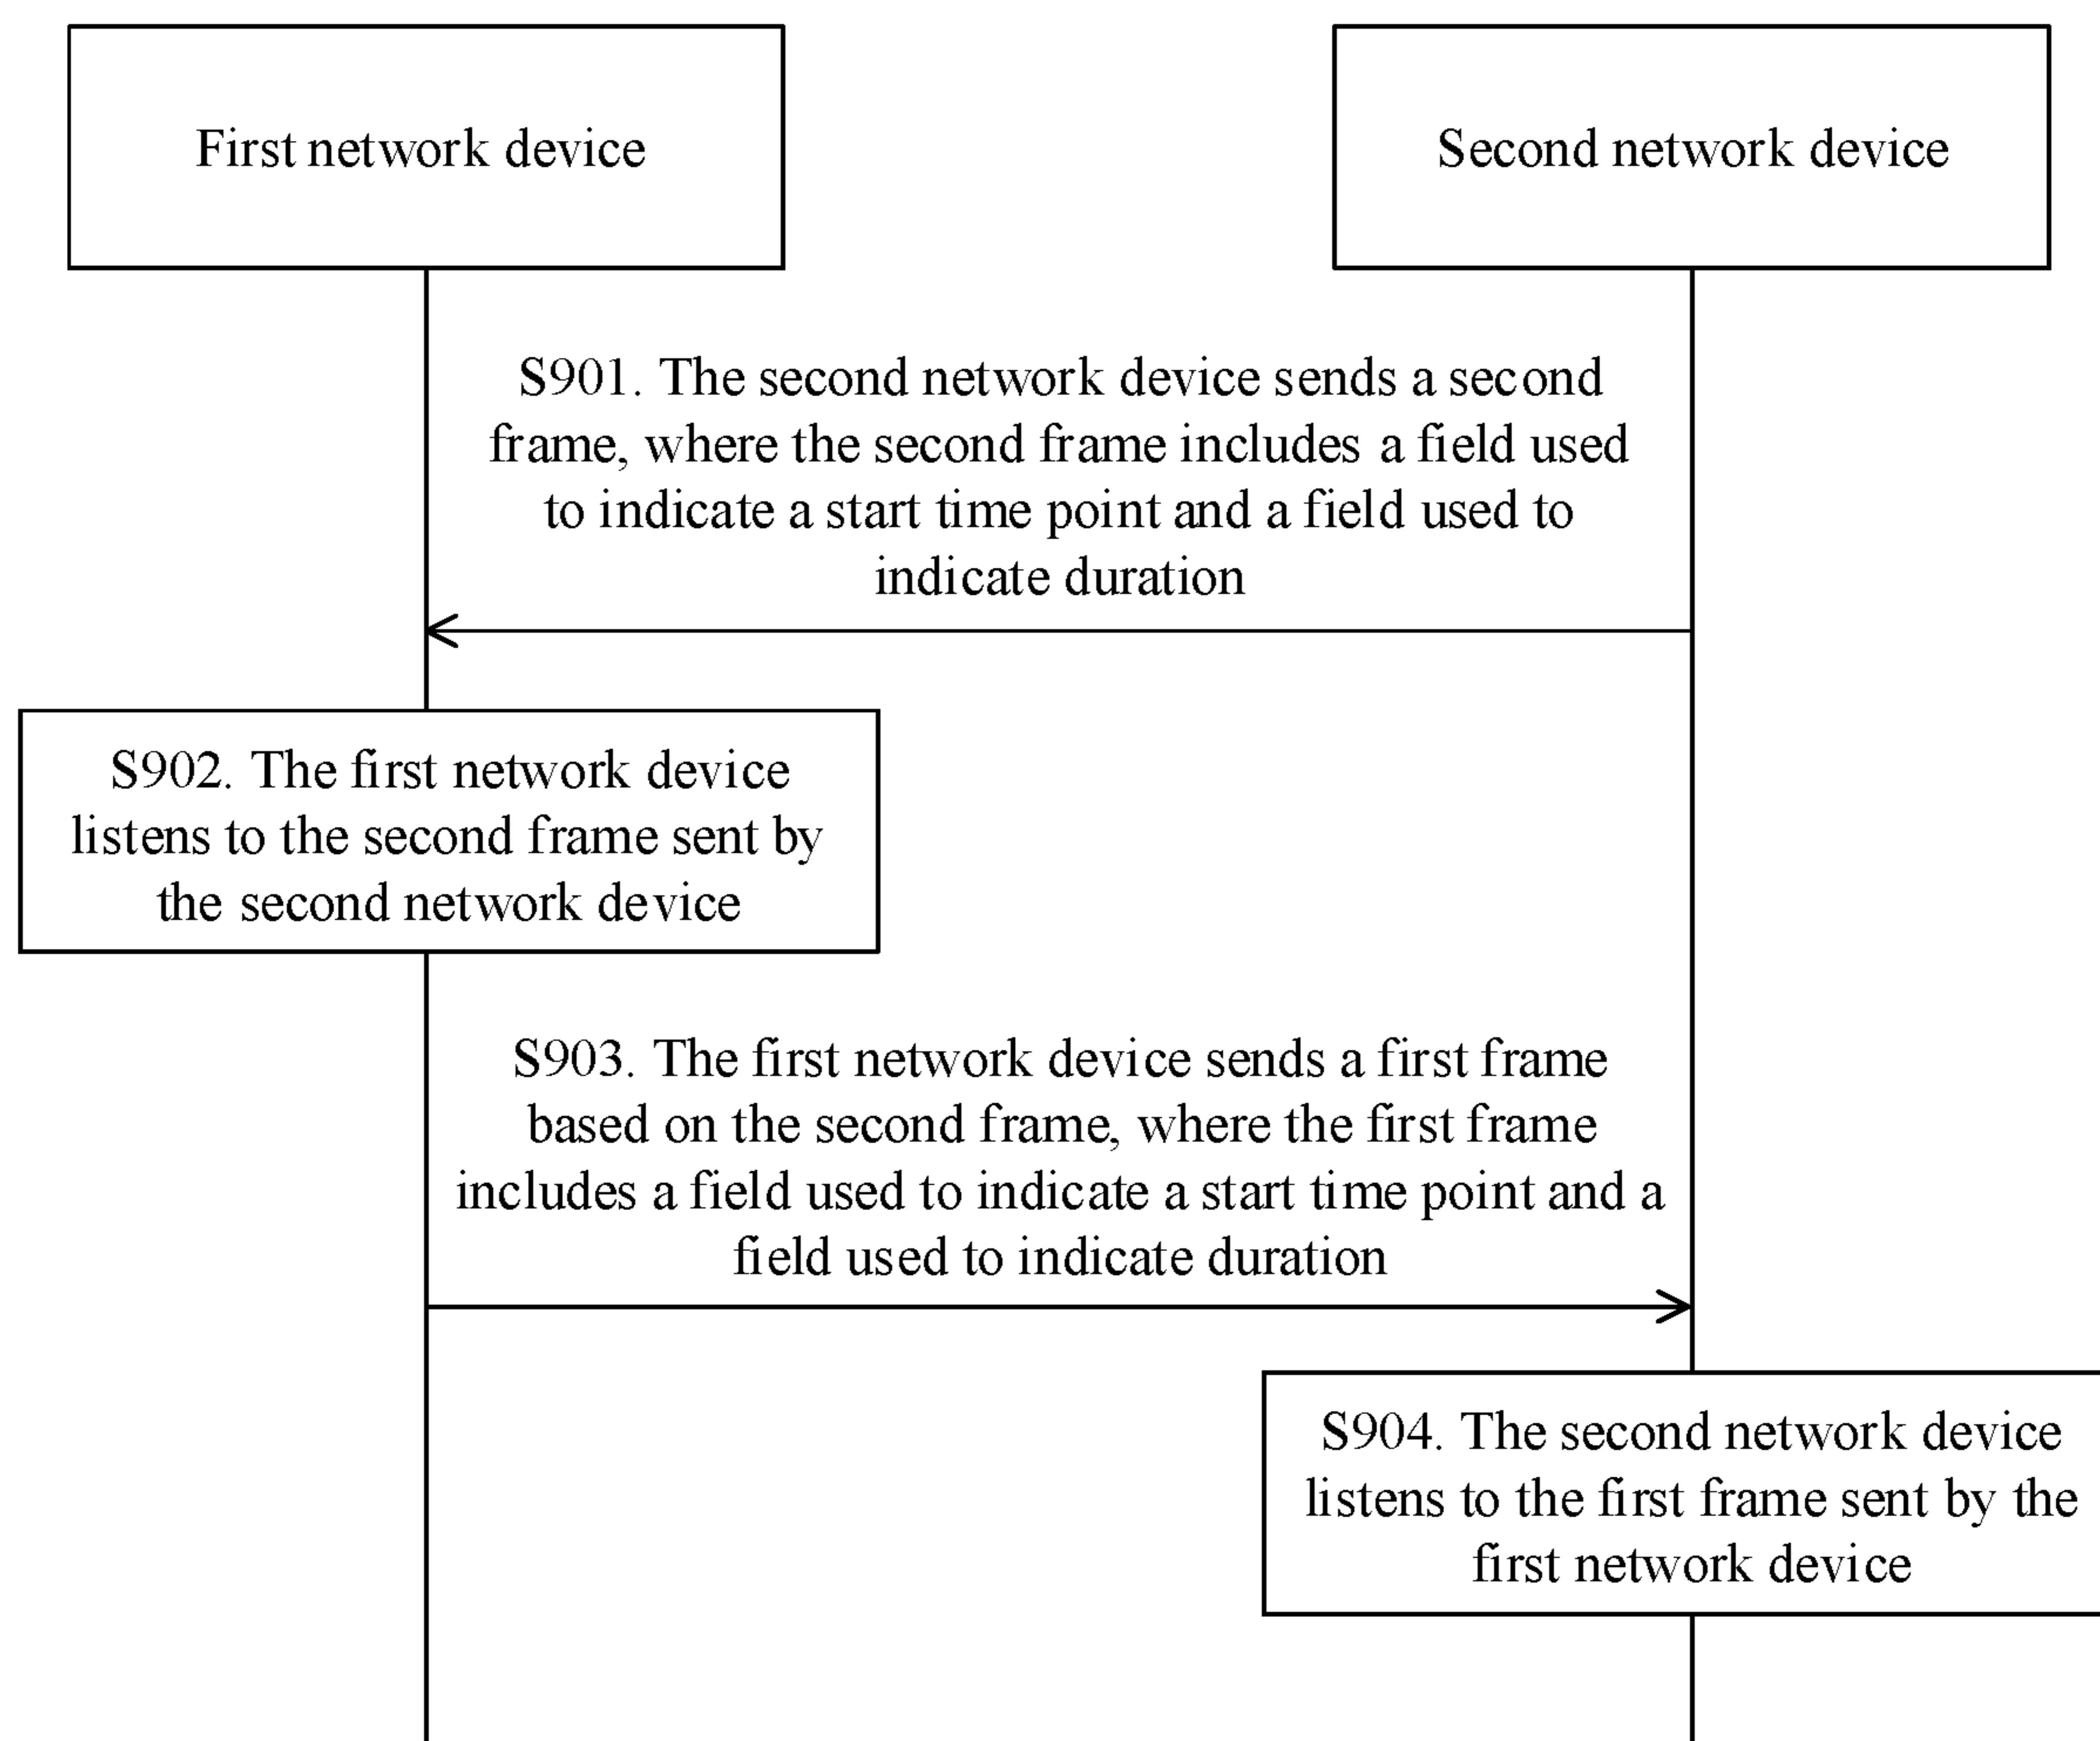 First network device
Second network device
S901. The second network device sends a second
frame, where the second frame includes a field used
to indicate a start time point and a field used to
indicate duration
S902. The first network device
listens to the second frame sent by
the second network device
S903. The first network device sends a first frame
based on the second frame, where the first frame
includes a field used to indicate a start time point and a
field used to indicate duration
S904. The second network device
listens to the first frame sent by the
first network device